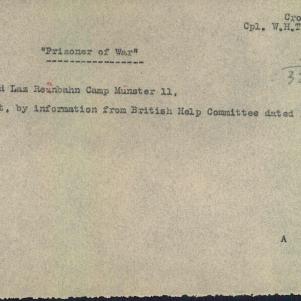 Cro
Cpl. W.H.T
"Prisoner of War"
d Laz Rennbahn Camp Munster 11,
t, by information from British Help Committee dated
A